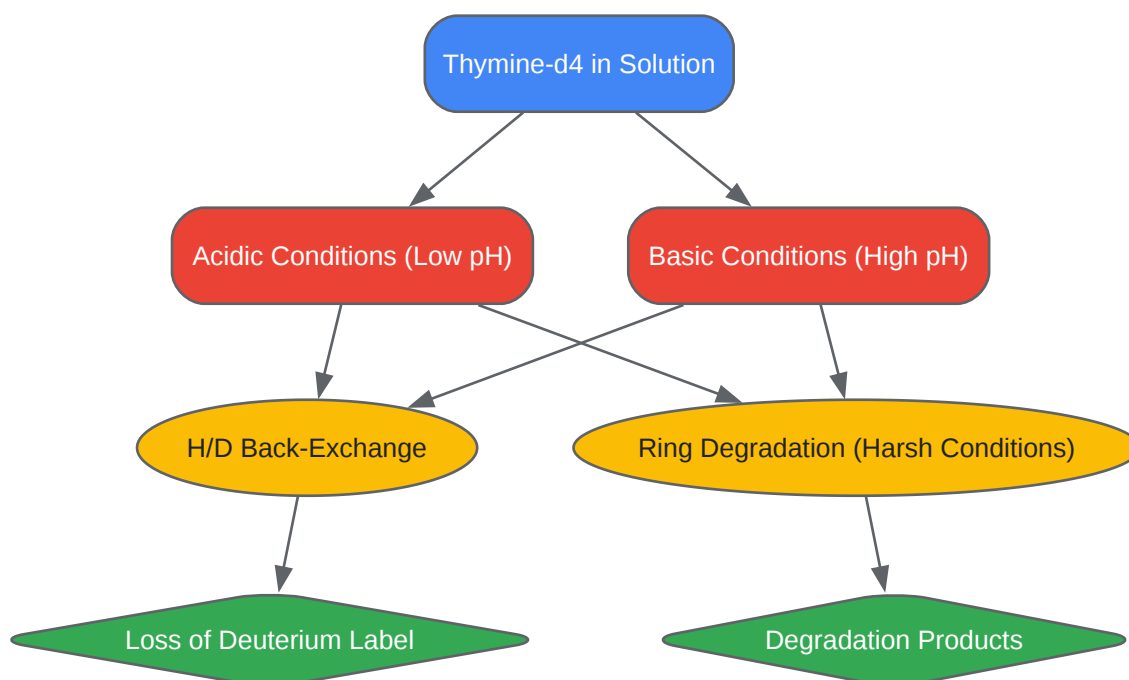 Thymine-d4 in Solution
Acidic Conditions (Low pH)
Basic Conditions (High pH)
H/D Back-Exchange
Ring Degradation (Harsh Conditions)
Loss of Deuterium Label
Degradation Products